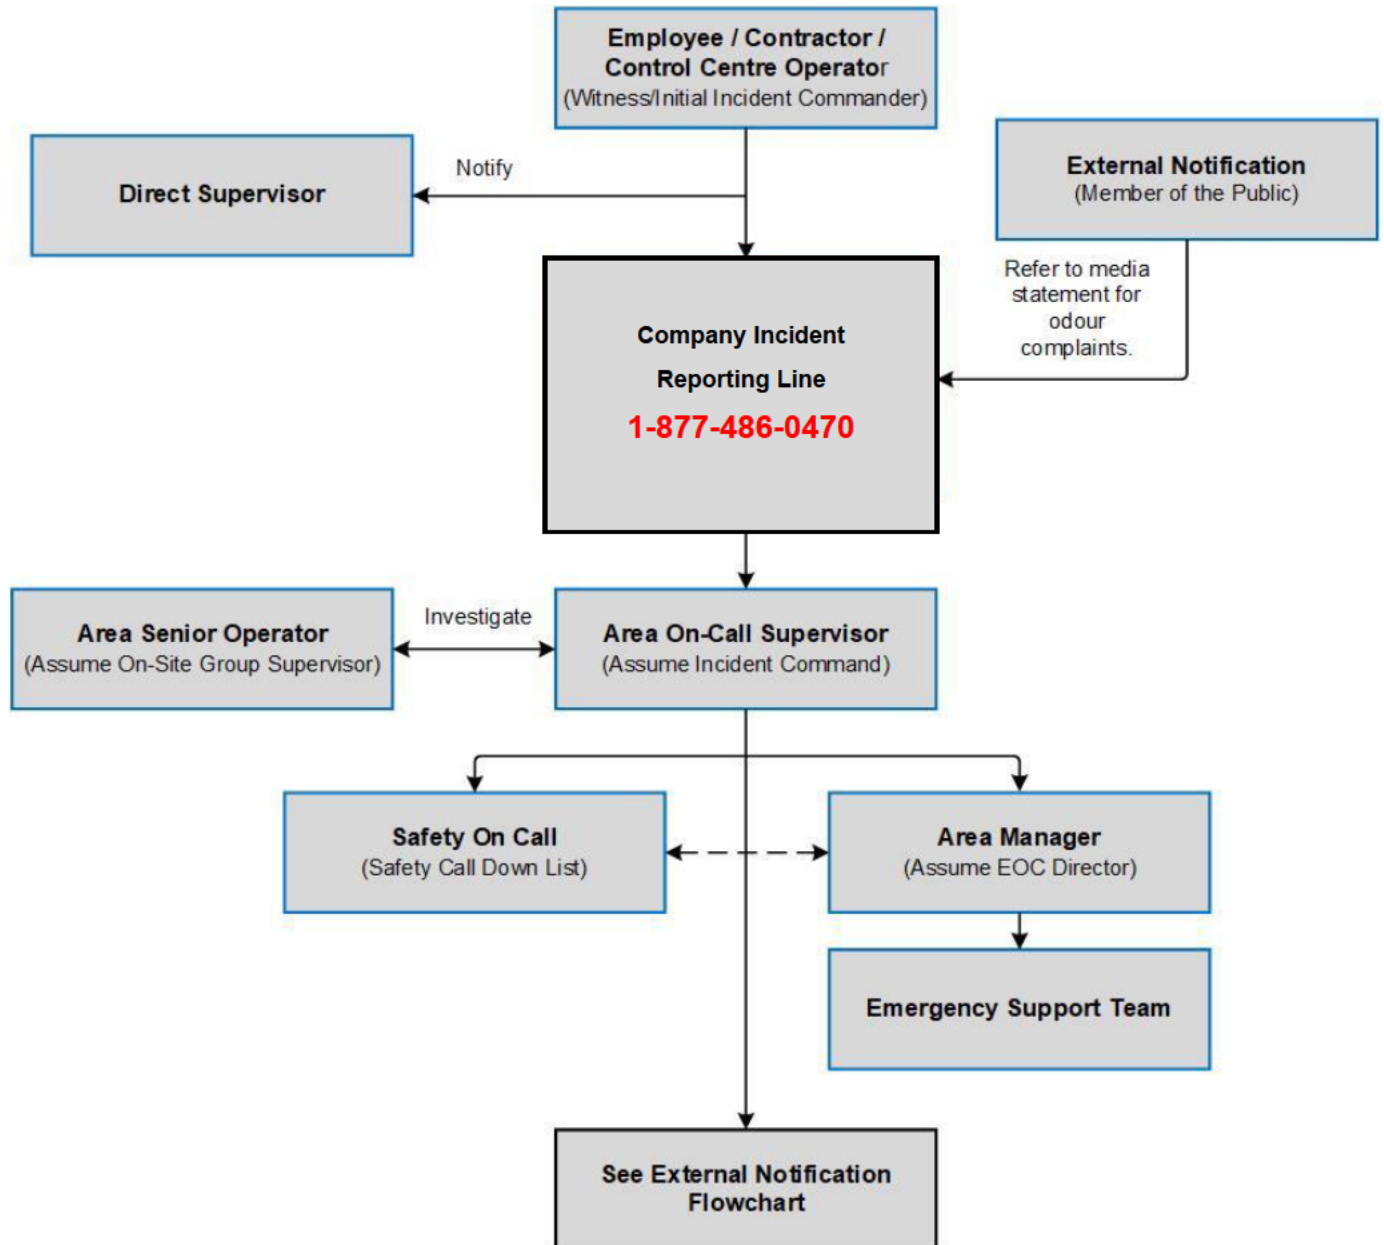 Employee / Contractor /
Control Centre Operator
(Witness/Initial Incident Commander)
Notify
Direct Supervisor
External Notification
(Member of the Public)
Refer to media
statement for
odour
complaints.
Company Incident
Reporting Line
1-877-486-0470
Area Senior Operator
(Assume On-Site Group Supervisor)
Investigate
Area On-Call Supervisor
(Assume Incident Command)
Safety On Call
(Safety Call Down List)
Area Manager
(Assume EOC Director)
Emergency Support Team
See External Notification
Flowchart